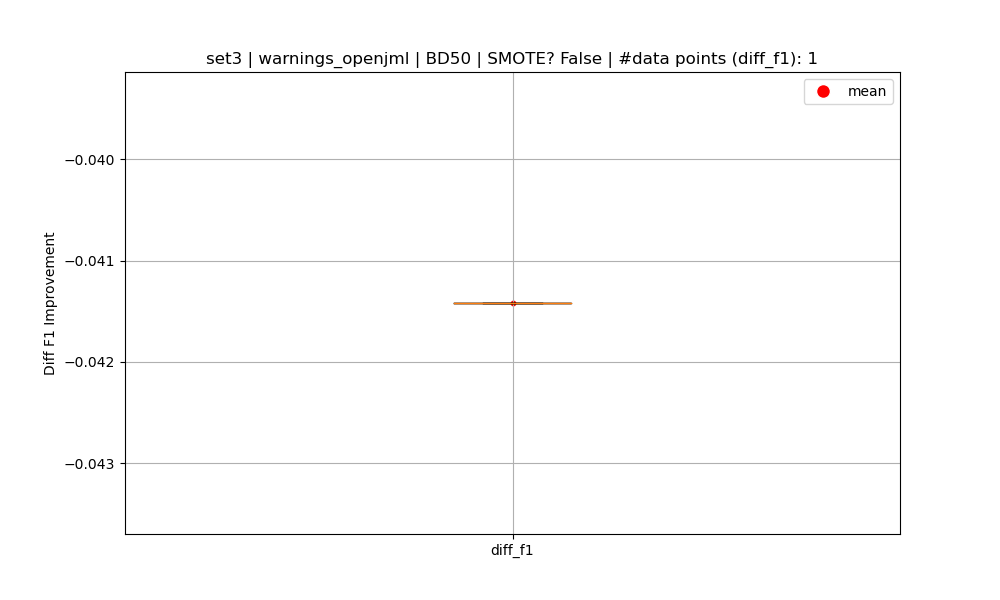 set3 | warnings_openjml | BD50 | SMOTE? False | #data points (diff_f1): 1
mean
−0.040
−0.041
−0.042
−0.043
Diff F1 Improvement
diff_f1